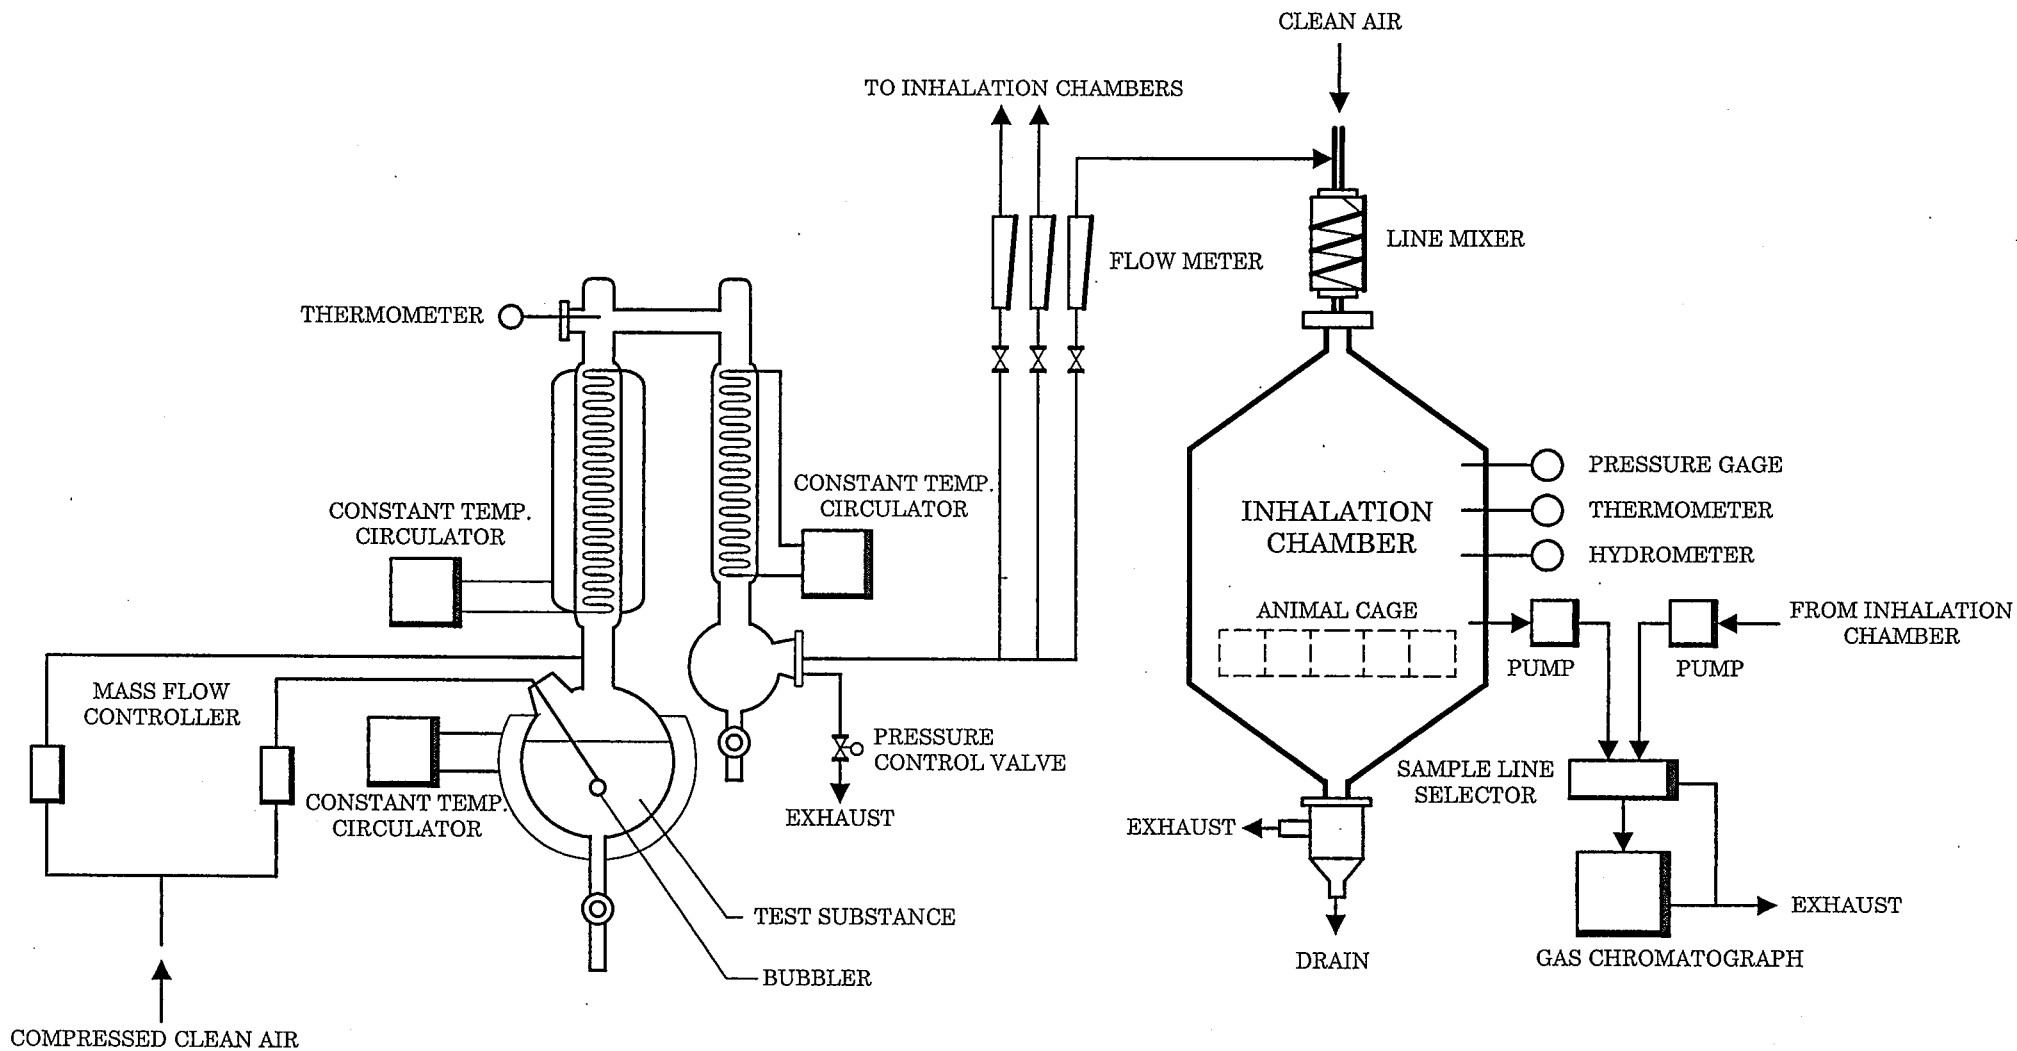 CLEAN AIR
TO INHALATION CHAMBERS
LINE MIXER
FLOW METER
THERMOMETER
CONSTANT TEMP.
CIRCULATOR
CONSTANT TEMP.
CIRCULATOR
PRESSURE GAGE
THERMOMETER
HYDROMETER
INHALATION
CHAMBER
ANIMAL CAGE
FROM INHALATION
CHAMBER
PUMP
PUMP
MASS FLOW
CONTROLLER
PRESSURE
CONTROL VALVE
SAMPLE LINE
SELECTOR
CONSTANT TEMP.
CIRCULATOR
EXHAUST
EXHAUST
TEST SUBSTANCE
EXHAUST
DRAIN
GAS CHROMATOGRAPH
BUBBLER
COMPRESSED CLEAN AIR